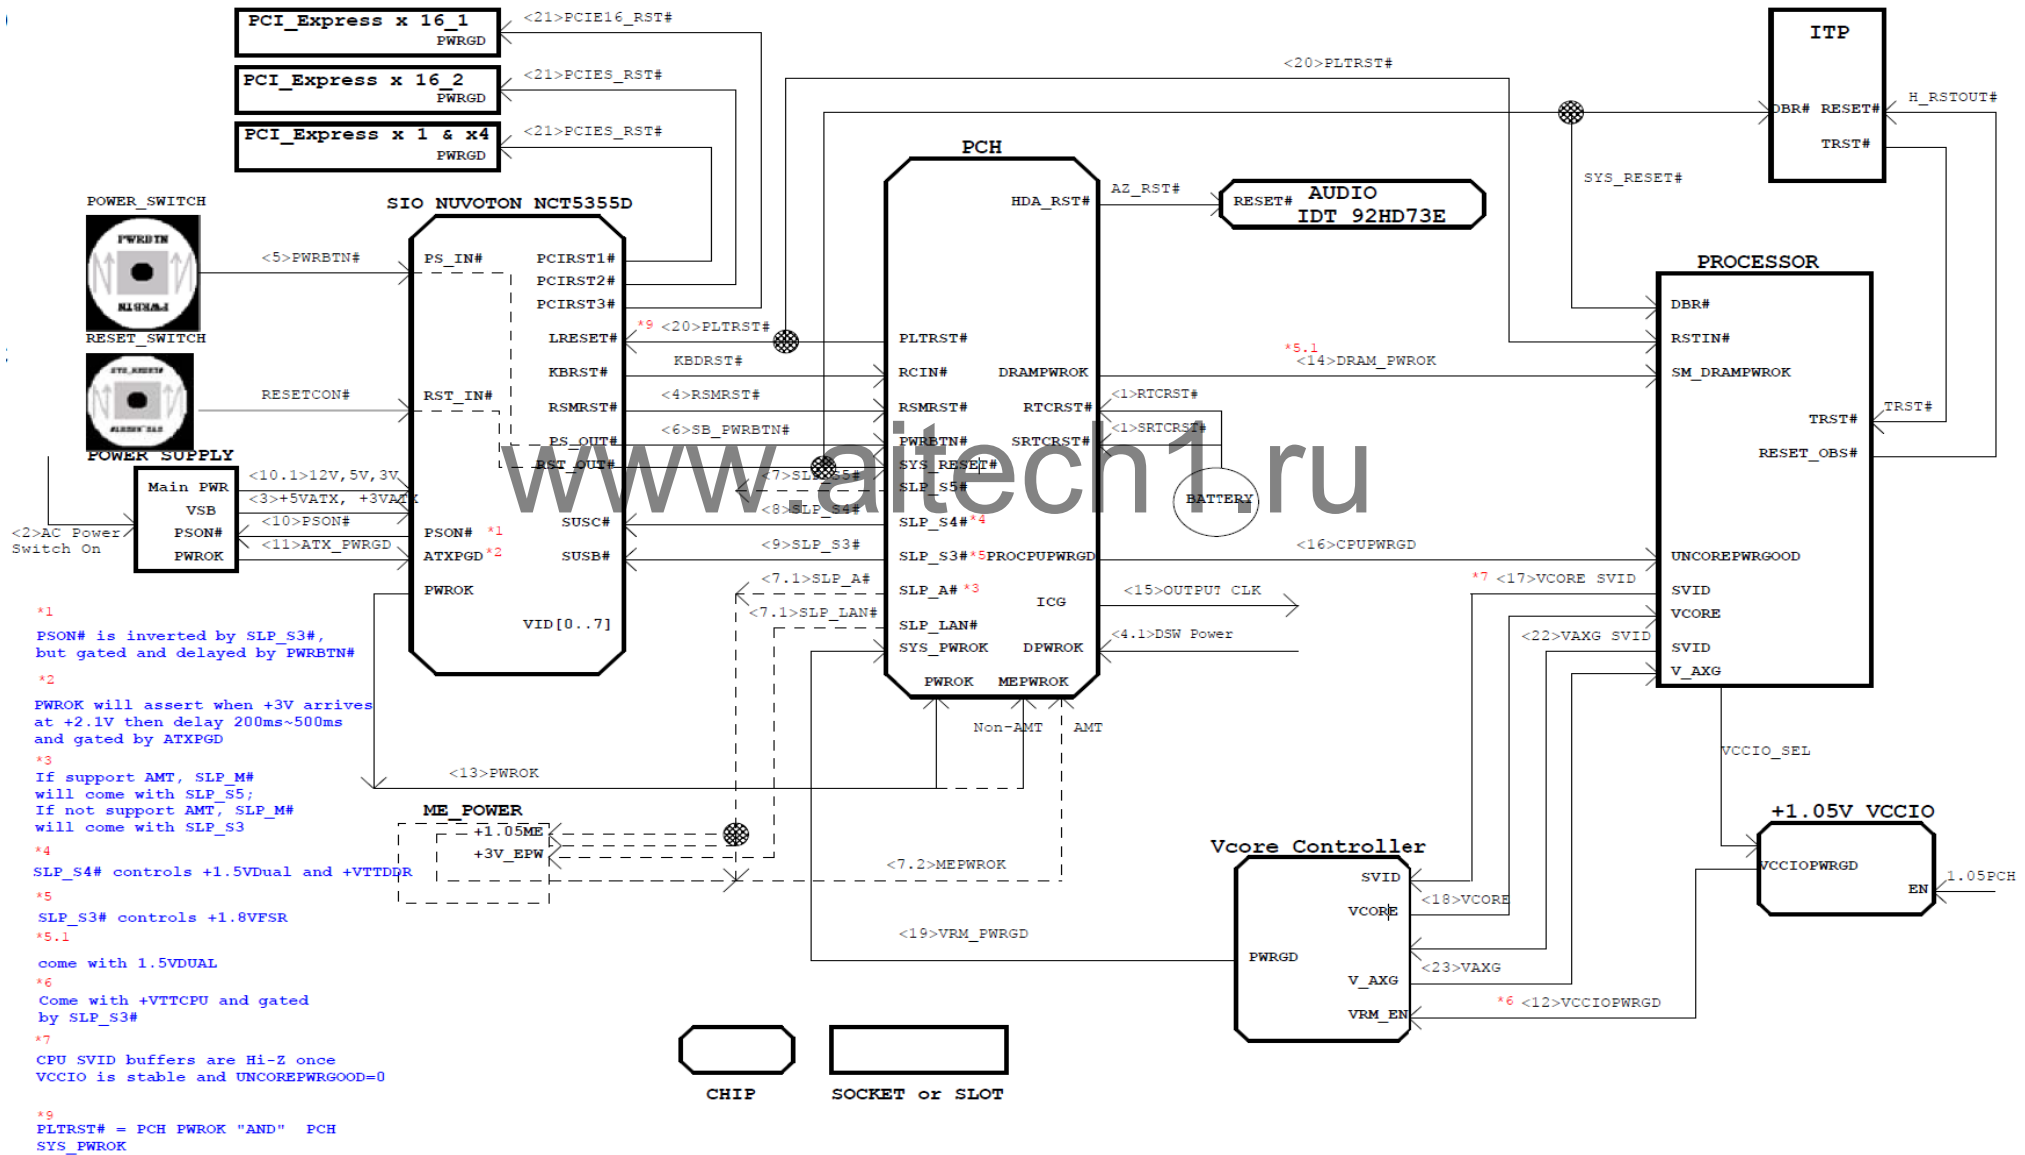 PCI_Express x 16_1
PWRGD
<21>PCIE16_RST#
PCI_Express x 16_2
PWRGD
<21>PCIES_RST#
PCI_Express x 1 & x4
PWRGD
<21>PCIES_RST#
<20>PLTRST#
ITP
DBR# RESET#
TRST#
H_RSTOUT#
SYS_RESET#
POWER_SWITCH
PWRBTN
PWRBTN
RESET_SWITCH
SYS_RESET#
SYS_RESET#
<5>PWRBTN#
RESETCON#
SIO NUVOTON NCT5355D
PS_IN#
RST_IN#
PCIRST1#
PCIRST2#
PCIRST3#
LRESET#
KBRST#
RSMRST#
PS_OUT#
RST_OUT#
SUSC#
SUSB#
PSON# *1
ATXPGD *2
PWROK
VID[0..7]
*9 <20>PLTRST#
KBDRST#
<4>RSMRST#
<6>SB_PWRBTN#
<7>SLP_S5#
<8>SLP_S4#
<9>SLP_S3#
<7.1>SLP_A#
<7.1>SLP_LAN#
PCH
HDA_RST#
PLTRST#
RCIN#
DRAMPWROK
RSMRST#
RTCRST#
PWRBTN#
SRTCRST#
SYS_RESET#
SLP_S5#
SLP_S4# *4
SLP_S3# *5 PROCPUPWRGD
SLP_A# *3
ICG
SLP_LAN#
SYS_PWROK
DPWROK
PWROK
MEPWROK
AZ_RST#
RESET#
AUDIO
IDT 92HD73E
*5.1
<14>DRAM_PWROK
<1>RTCRST#
<1>SRTCRST#
BATTERY
<16>CPUPWRGD
<15>OUTPUT CLK
<4.1>DSW Power
PROCESSOR
DBR#
RSTIN#
SM_DRAMPWROK
TRST#
RESET_OBS#
UNCOREPWRGOOD
SVID
VCORE
SVID
V_AXG
TRST#
*7 <17>VCORE SVID
<22>VAXG SVID
www.aitech1.ru
POWER SUPPLY
Main PWR
VSB
PSON#
PWROK
<10.1>12V,5V,3V
<3>+5VATX, +3VATX
<10>PSON#
<11>ATX_PWRGD
<2>AC Power
Switch On
Non-AMT
AMT
<13>PWROK
ME_POWER
+1.05ME
+3V_EPW
<7.2>MEPWROK
<19>VRM_PWRGD
Vcore Controller
SVID
VCORE
PWRGD
V_AXG
VRM_EN
<18>VCORE
<23>VAXG
*6 <12>VCCIOPWRGD
VCCIO_SEL
+1.05V VCCIO
VCCIOPWRGD
EN
1.05PCH
*1
PSON# is inverted by SLP_S3#,
but gated and delayed by PWRBTN#
*2
PWROK will assert when +3V arrives
at +2.1V then delay 200ms~500ms
and gated by ATXPGD
*3
If support AMT, SLP_M#
will come with SLP_S5;
If not support AMT, SLP_M#
will come with SLP_S3
*4
SLP_S4# controls +1.5VDual and +VTTDDR
*5
SLP_S3# controls +1.8VFSR
*5.1
come with 1.5VDUAL
*6
Come with +VTTCPU and gated
by SLP_S3#
*7
CPU SVID buffers are Hi-Z once
VCCIO is stable and UNCOREPWRGOOD=0
*9
PLTRST# = PCH PWROK "AND" PCH
SYS_PWROK
CHIP
SOCKET or SLOT